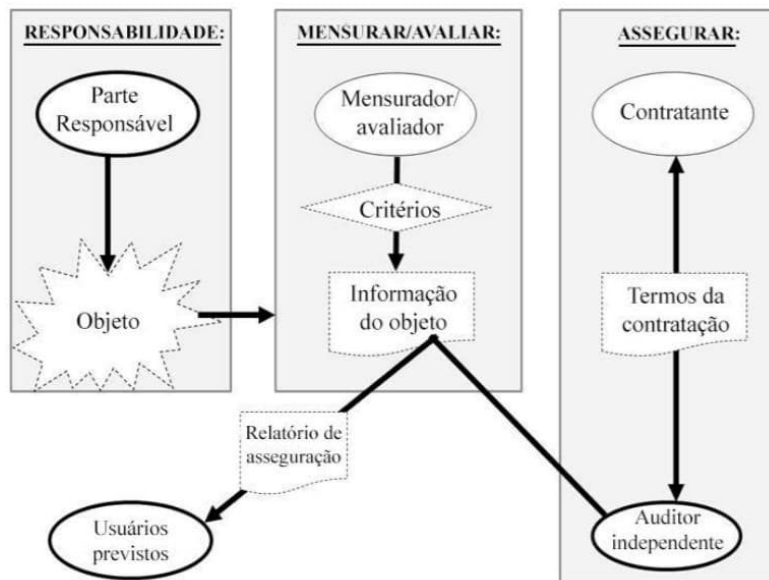 RESPONSABILIDADE:
Parte
Responsável
Objeto
MENSURAR/AVALIAR:
Mensurador/
avaliador
Critérios
Informação
do objeto
ASSEGURAR:
Contratante
Termos da
contratação
Relatório de
asseguração
Usuários
previstos
Auditor
independente